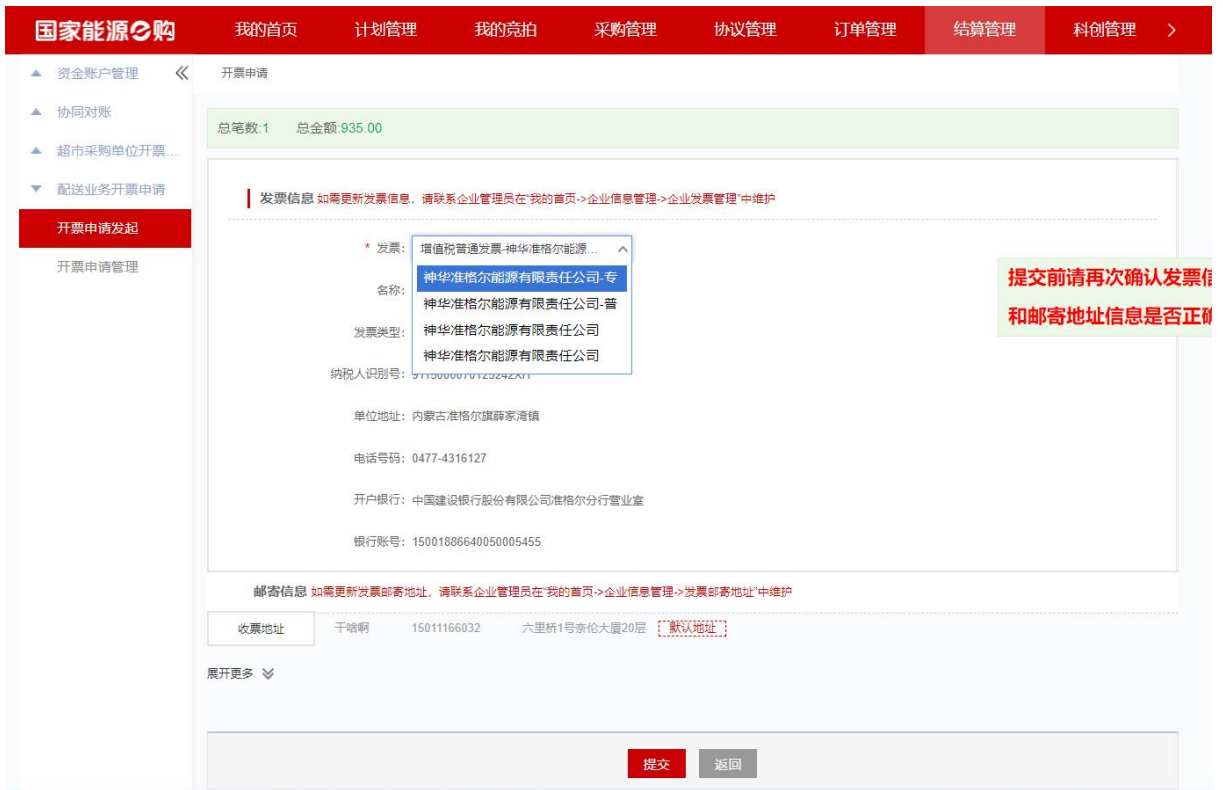 国家能源e购 我的首页 计划管理 我的竞拍 采购管理 协议管理 订单管理 结算管理 科创管理
资金账户管理
协同对账
超市采购单位开票...
配送业务开票申请
开票申请发起
开票申请管理
开票申请
总笔数:1 总金额:935.00
发票信息 如需更新发票信息，请联系企业管理员在"我的首页->企业信息管理->企业发票管理"中维护
* 发票: 增值税普通发票-神华准格尔能源...
神华准格尔能源有限责任公司-专
名称:
神华准格尔能源有限责任公司-普
发票类型:
神华准格尔能源有限责任公司
神华准格尔能源有限责任公司
纳税人识别号:
单位地址: 内蒙古准格尔旗薛家湾镇
电话号码: 0477-4316127
开户银行: 中国建设银行股份有限公司准格尔分行营业室
银行账号: 15001886640050005455
提交前请再次确认发票信
和邮寄地址信息是否正确
邮寄信息 如需更新发票邮寄地址，请联系企业管理员在"我的首页->企业信息管理->发票邮寄地址"中维护
收票地址 干啥啊 15011166032 六里桥1号奈伦大厦20层 默认地址
展开更多
提交 返回